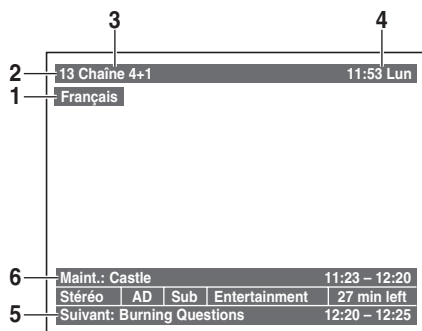 3 4
2 13 Chaîne 4+1 11:53 Lun
1 Français
6 Maint.: Castle 11:23 – 12:20
Stéréo AD Sub Entertainment 27 min left
5 Suivant: Burning Questions 12:20 – 12:25